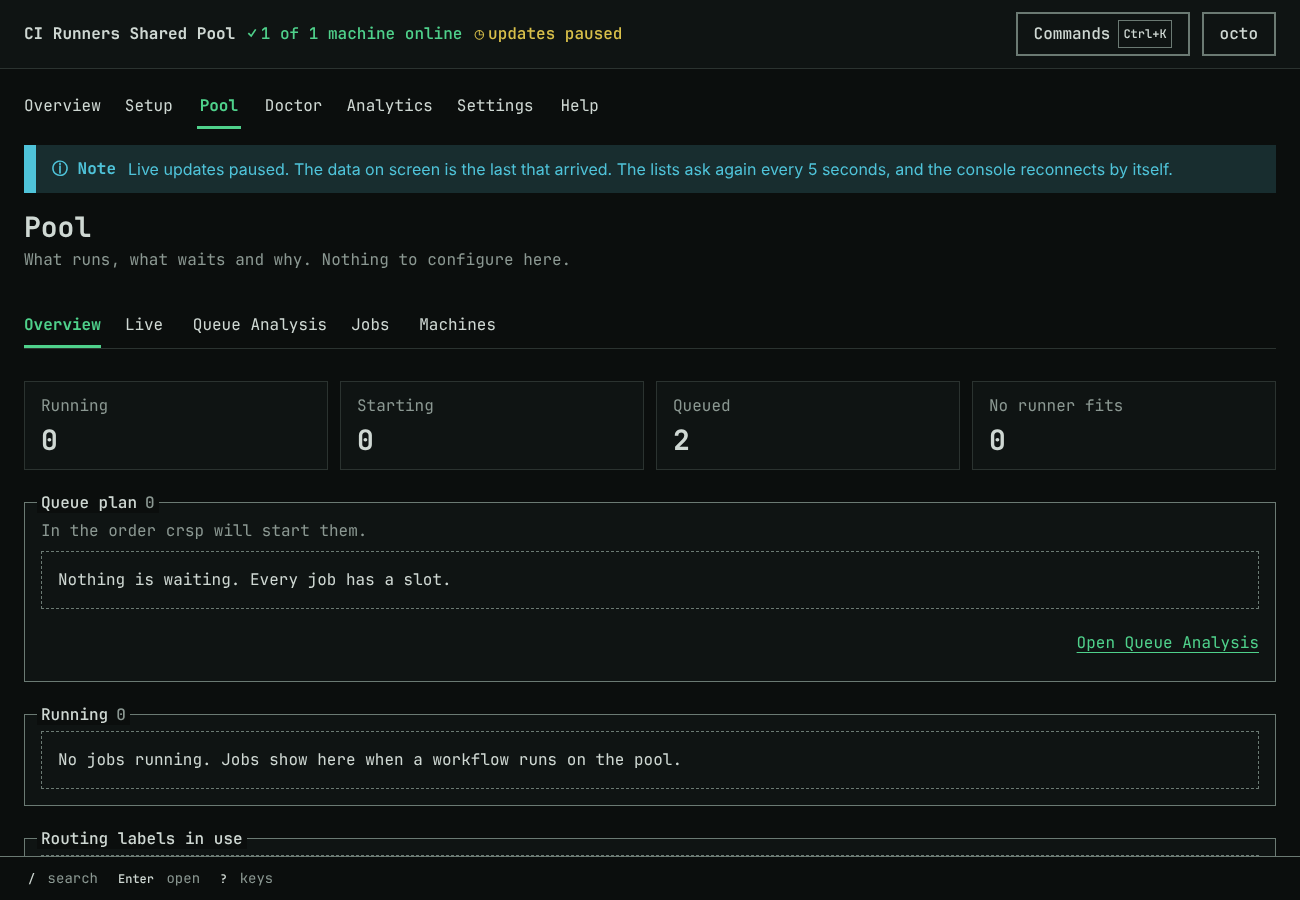 CI Runners Shared Pool ✓ 1 of 1 machine online ◷ updates paused Commands Ctrl+K octo
Overview Setup Pool Doctor Analytics Settings Help
ⓘ Note Live updates paused. The data on screen is the last that arrived. The lists ask again every 5 seconds, and the console reconnects by itself.
Pool
What runs, what waits and why. Nothing to configure here.
Overview Live Queue Analysis Jobs Machines
Running Starting Queued No runner fits
0 0 2 0
Queue plan 0
In the order crsp will start them.
Nothing is waiting. Every job has a slot.
Open Queue Analysis
Running 0
No jobs running. Jobs show here when a workflow runs on the pool.
Routing labels in use
/ search Enter open ? keys